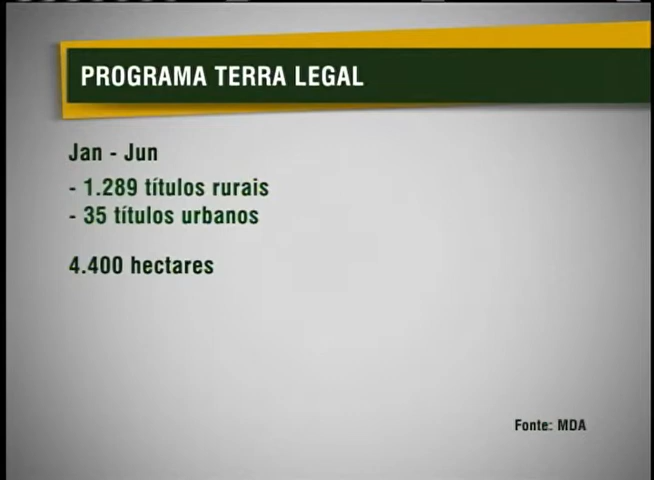 PROGRAMA TERRA LEGAL
Jan - Jun
- 1.289 títulos rurais
- 35 títulos urbanos
4.400 hectares
Fonte: MDA